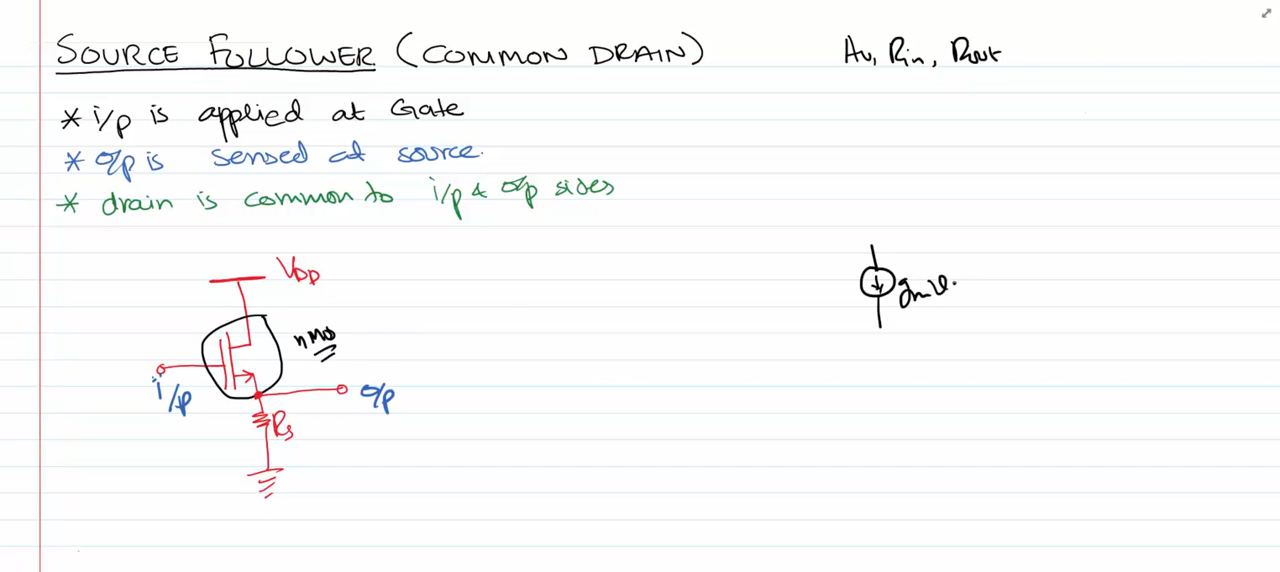 SOURCE FOLLOWER (COMMON DRAIN)
Av, Rin, Rout
* i/p is applied at Gate
* o/p is sensed at source.
* drain is common to i/p & o/p sides
VDD
nMOS
gmv.
i/p
o/p
Rs